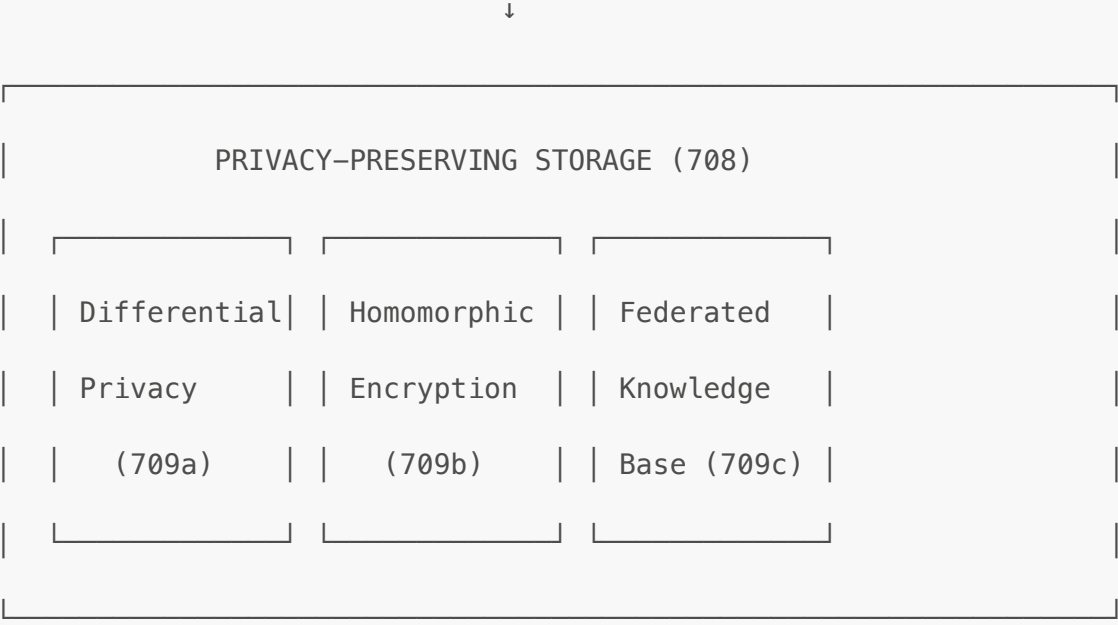 ↓
PRIVACY–PRESERVING STORAGE (708)
Differential Homomorphic Federated
Privacy Encryption Knowledge
(709a) (709b) Base (709c)